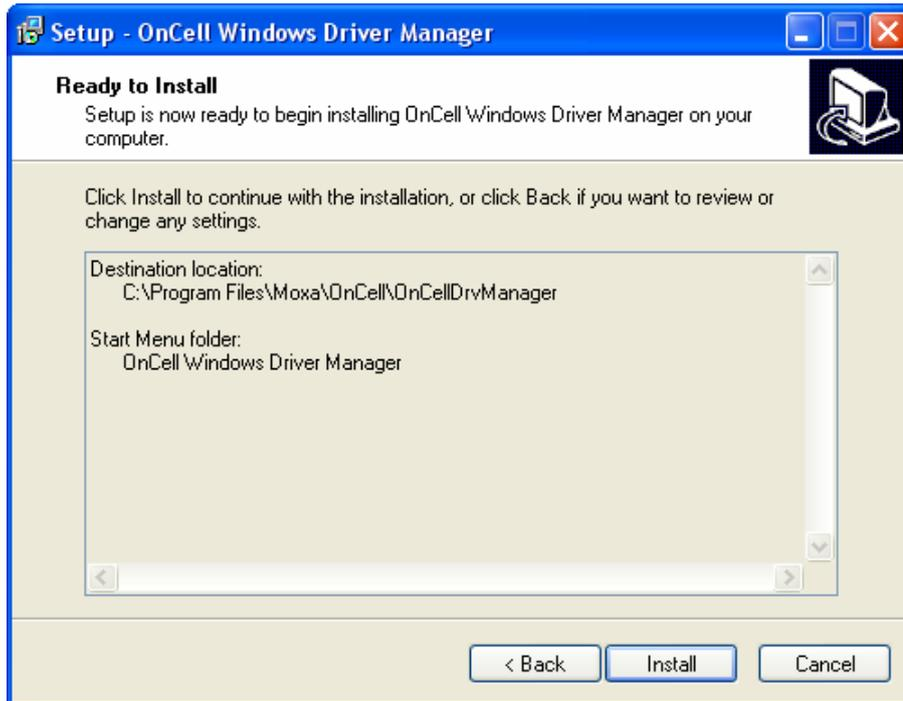 Setup - OnCell Windows Driver Manager
Ready to Install
Setup is now ready to begin installing OnCell Windows Driver Manager on your
computer.
Click Install to continue with the installation, or click Back if you want to review or
change any settings.
Destination location:
C:\Program Files\Moxa\OnCell\OnCellDrvManager
Start Menu folder:
OnCell Windows Driver Manager
< Back Install Cancel